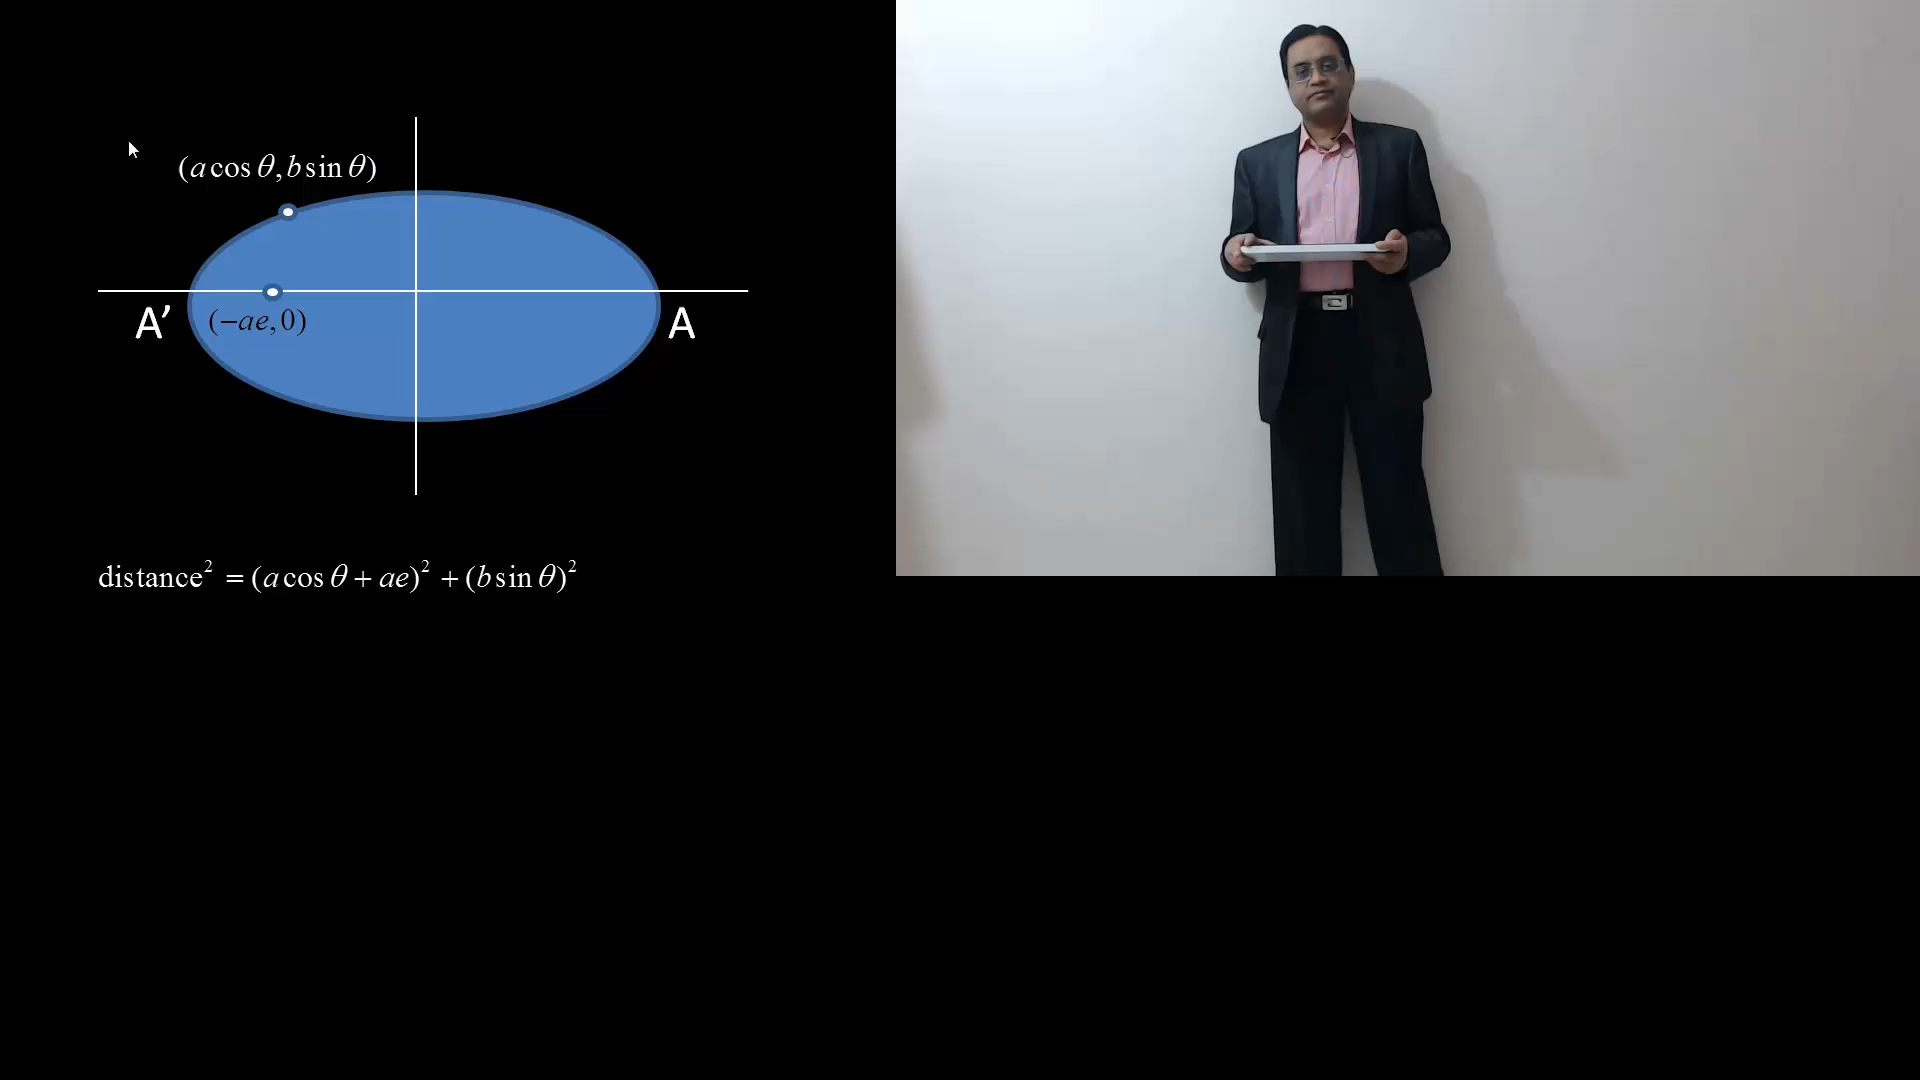 (a cos θ, b sin θ)
A′ (−ae, 0) A
distance² = (a cos θ + ae)² + (b sin θ)²